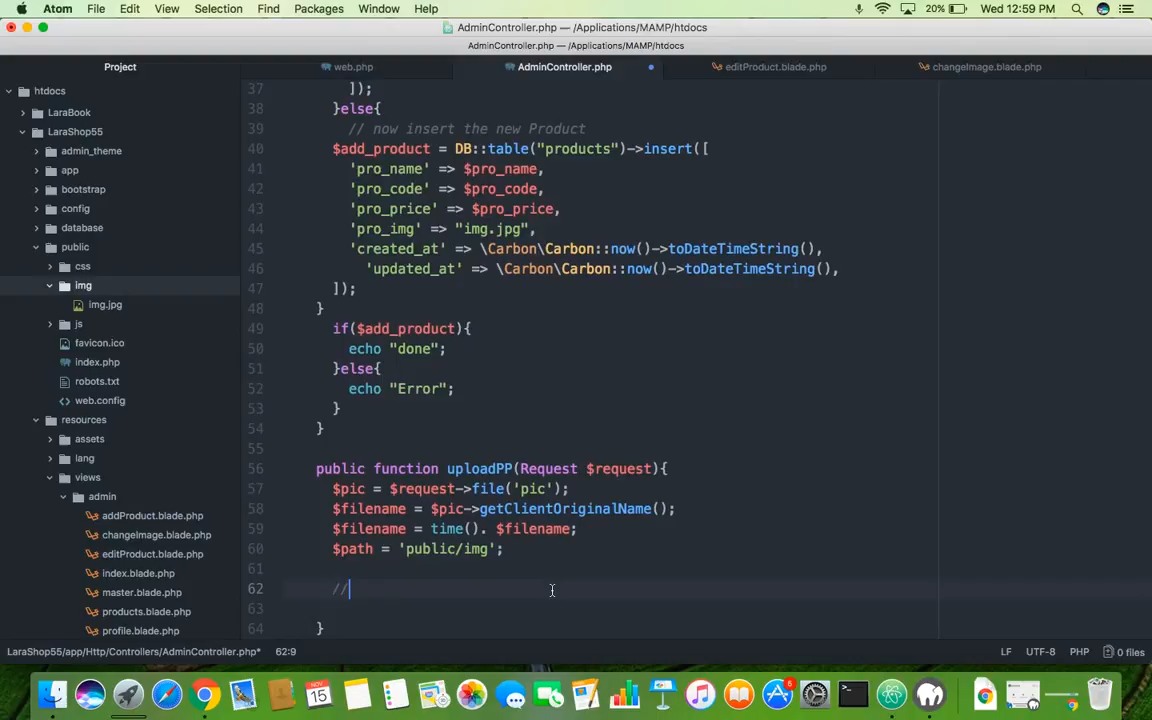 Atom File Edit View Selection Find Packages Window Help 20% Wed 12:59 PM
AdminController.php — /Applications/MAMP/htdocs
AdminController.php — /Applications/MAMP/htdocs
Project web.php AdminController.php editProduct.blade.php changeImage.blade.php
htdocs
LaraBook
LaraShop55
admin_theme
app
bootstrap
config
database
public
css
img
img.jpg
js
favicon.ico
index.php
robots.txt
web.config
resources
assets
lang
views
admin
addProduct.blade.php
changeImage.blade.php
editProduct.blade.php
index.blade.php
master.blade.php
products.blade.php
profile.blade.php
37 ]);
38 }else{
39 // now insert the new Product
40 $add_product = DB::table("products")->insert([
41 'pro_name' => $pro_name,
42 'pro_code' => $pro_code,
43 'pro_price' => $pro_price,
44 'pro_img' => "img.jpg",
45 'created_at' => \Carbon\Carbon::now()->toDateTimeString(),
46 'updated_at' => \Carbon\Carbon::now()->toDateTimeString(),
47 ]);
48 }
49 if($add_product){
50 echo "done";
51 }else{
52 echo "Error";
53 }
54 }
55
56 public function uploadPP(Request $request){
57 $pic = $request->file('pic');
58 $filename = $pic->getClientOriginalName();
59 $filename = time(). $filename;
60 $path = 'public/img';
61
62 //
63
64 }
LaraShop55/app/Http/Controllers/AdminController.php* 62:9 LF UTF-8 PHP 0 files
NOV
15
6